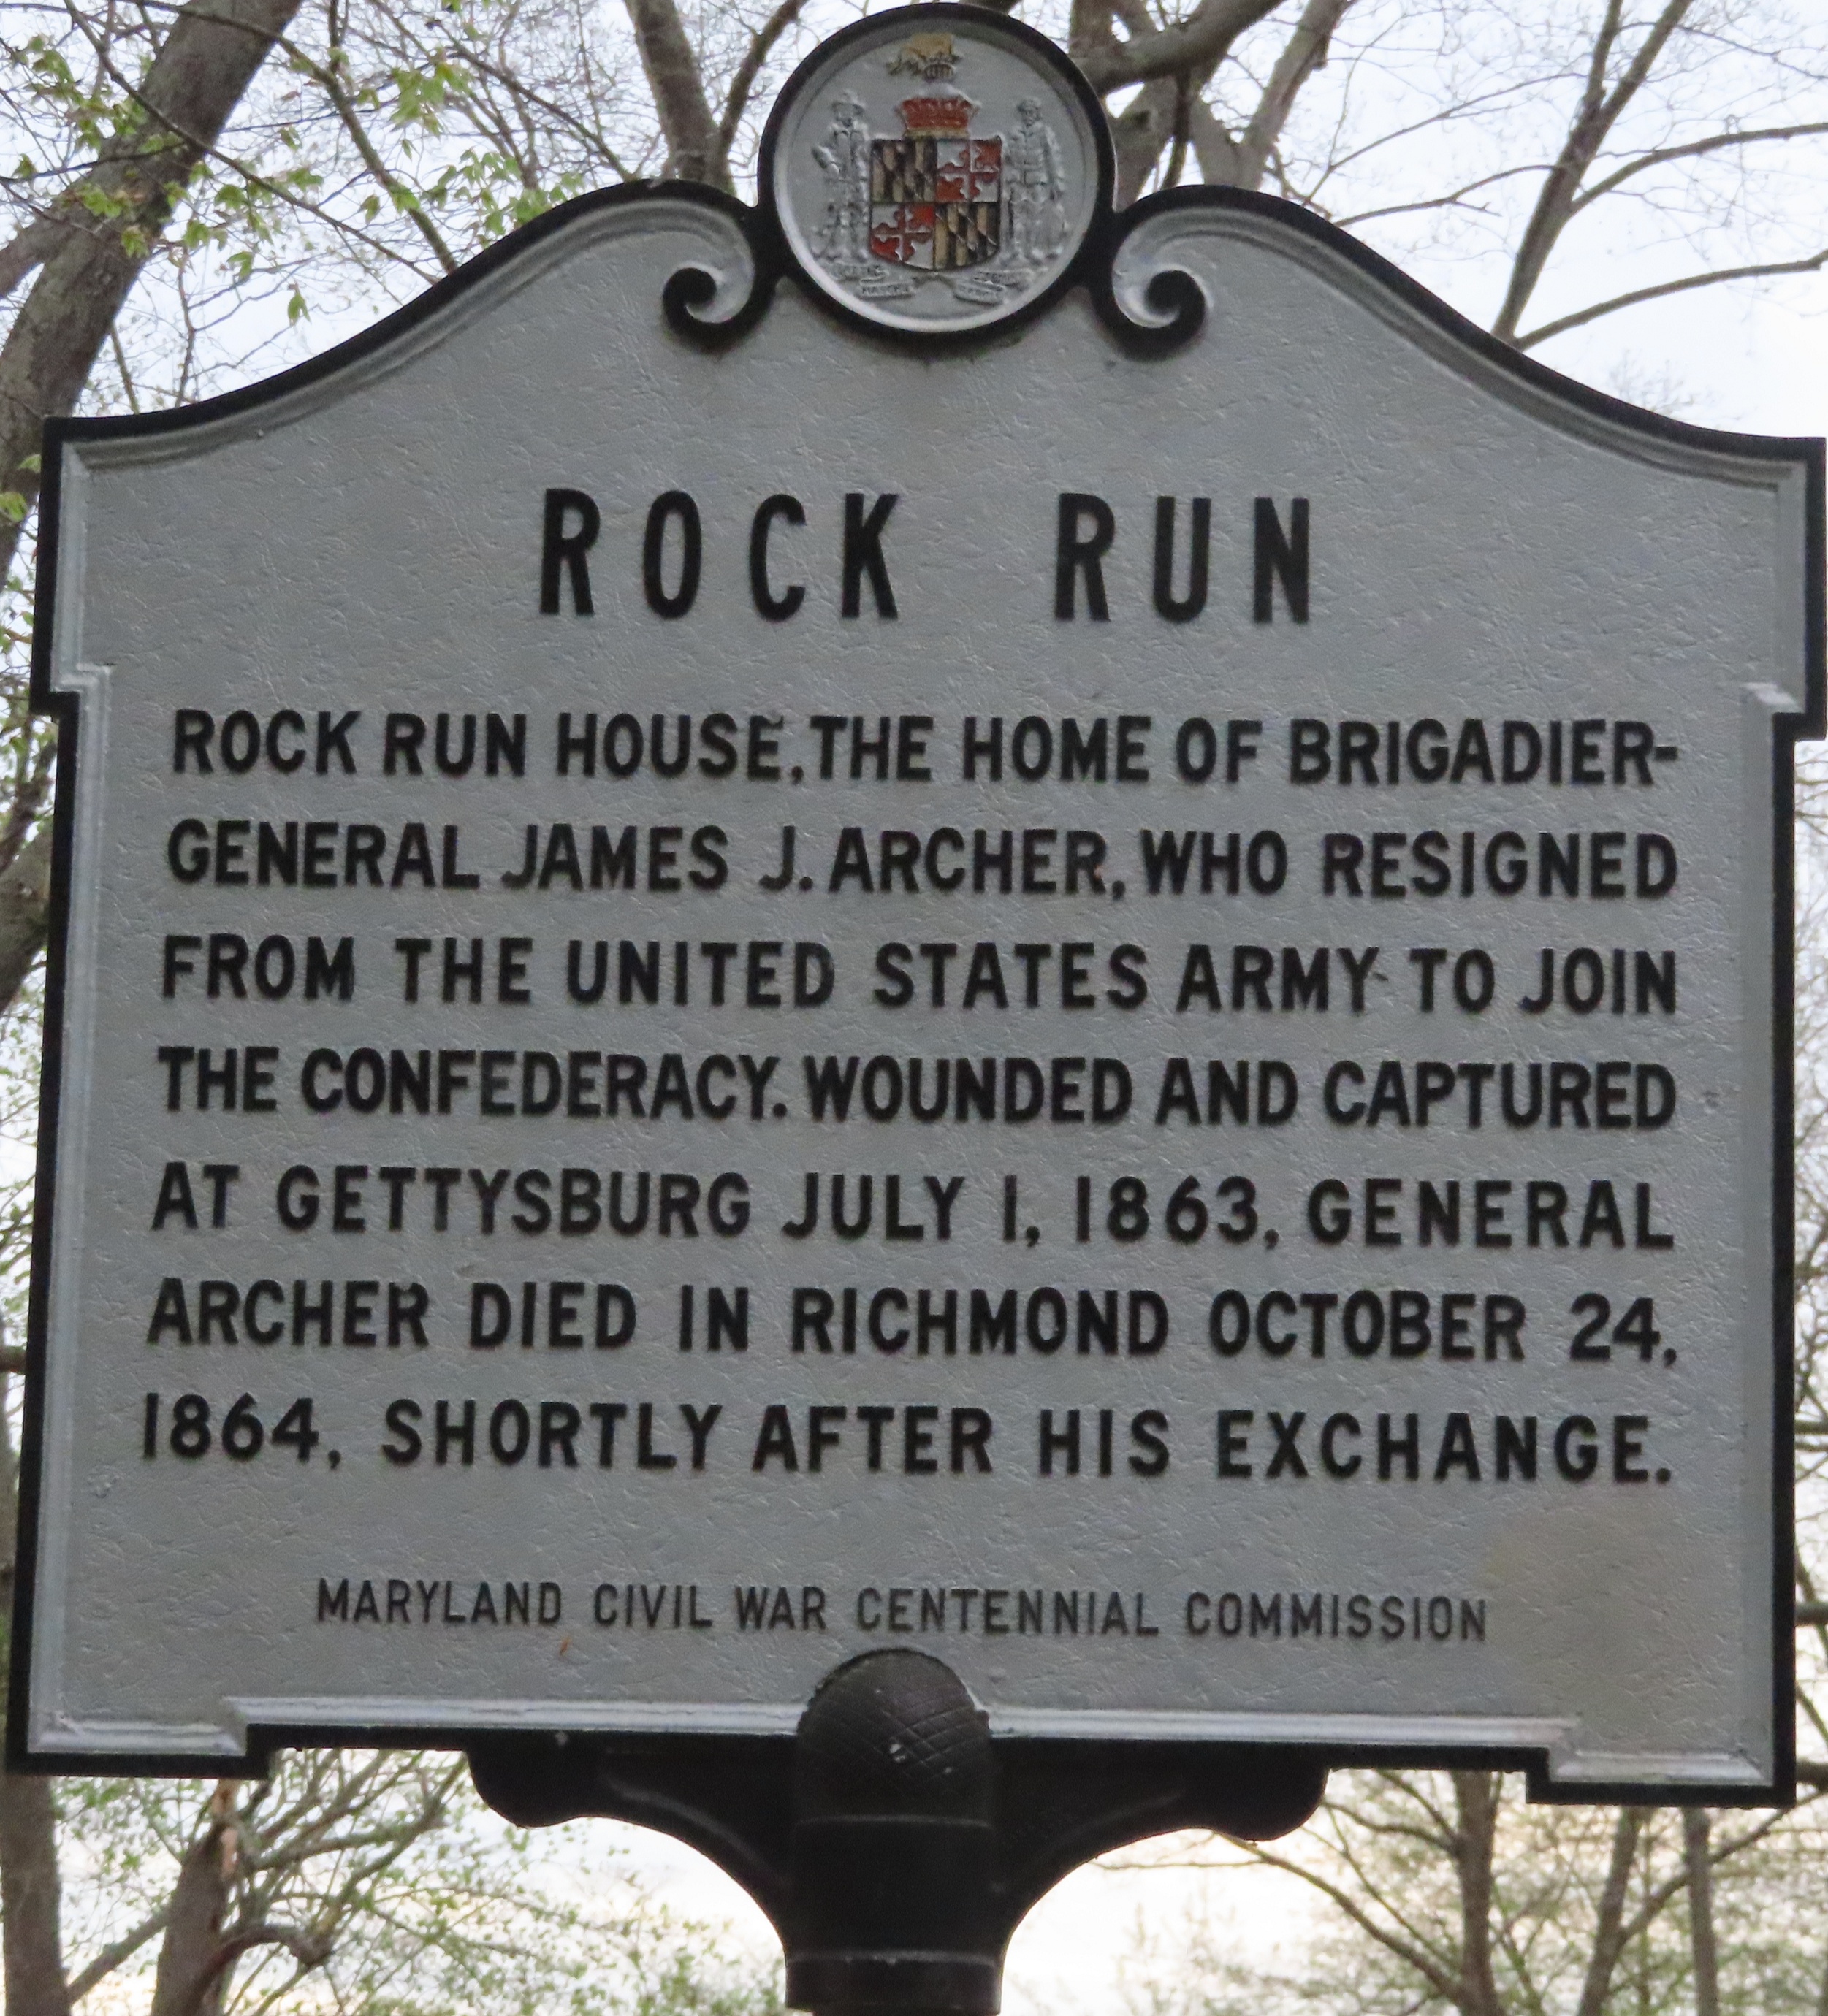 ROCK RUN
ROCK RUN HOUSE, THE HOME OF BRIGADIER-
GENERAL JAMES J. ARCHER, WHO RESIGNED
FROM THE UNITED STATES ARMY TO JOIN
THE CONFEDERACY. WOUNDED AND CAPTURED
AT GETTYSBURG JULY 1, 1863, GENERAL
ARCHER DIED IN RICHMOND OCTOBER 24,
1864, SHORTLY AFTER HIS EXCHANGE.
MARYLAND CIVIL WAR CENTENNIAL COMMISSION